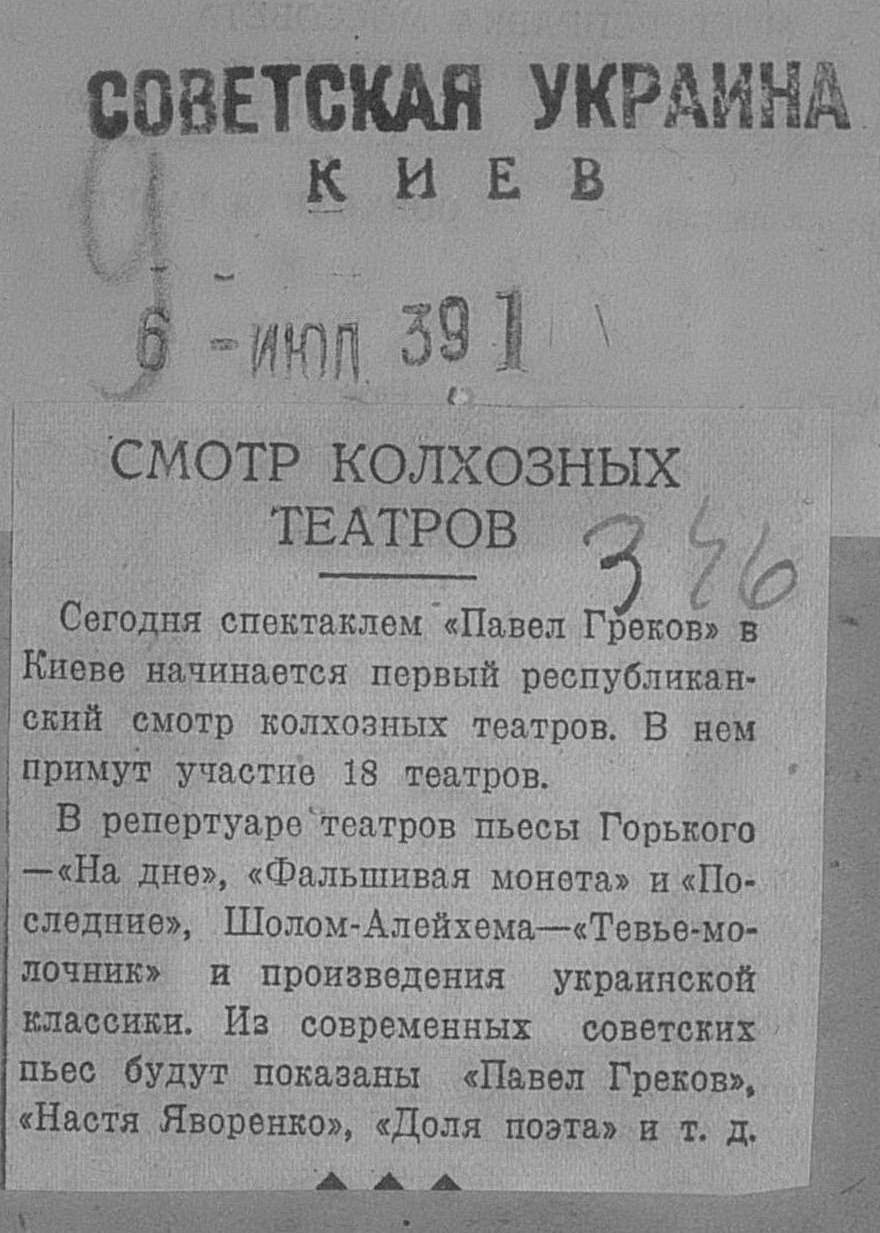 СОВЕТСКАЯ УКРАИНА
КИЕВ
6 - ИЮЛ 39 1
СМОТР КОЛХОЗНЫХ
ТЕАТРОВ
346
Сегодня спектаклем «Павел Греков» в
Киеве начинается первый республикан-
ский смотр колхозных театров. В нем
примут участие 18 театров.
В репертуаре театров пьесы Горького
—«На дне», «Фальшивая монета» и «По-
следние», Шолом-Алейхема—«Тевье-мо-
лочник» и произведения украинской
классики. Из современных советских
пьес будут показаны «Павел Греков»,
«Настя Яворенко», «Доля поэта» и т. д.